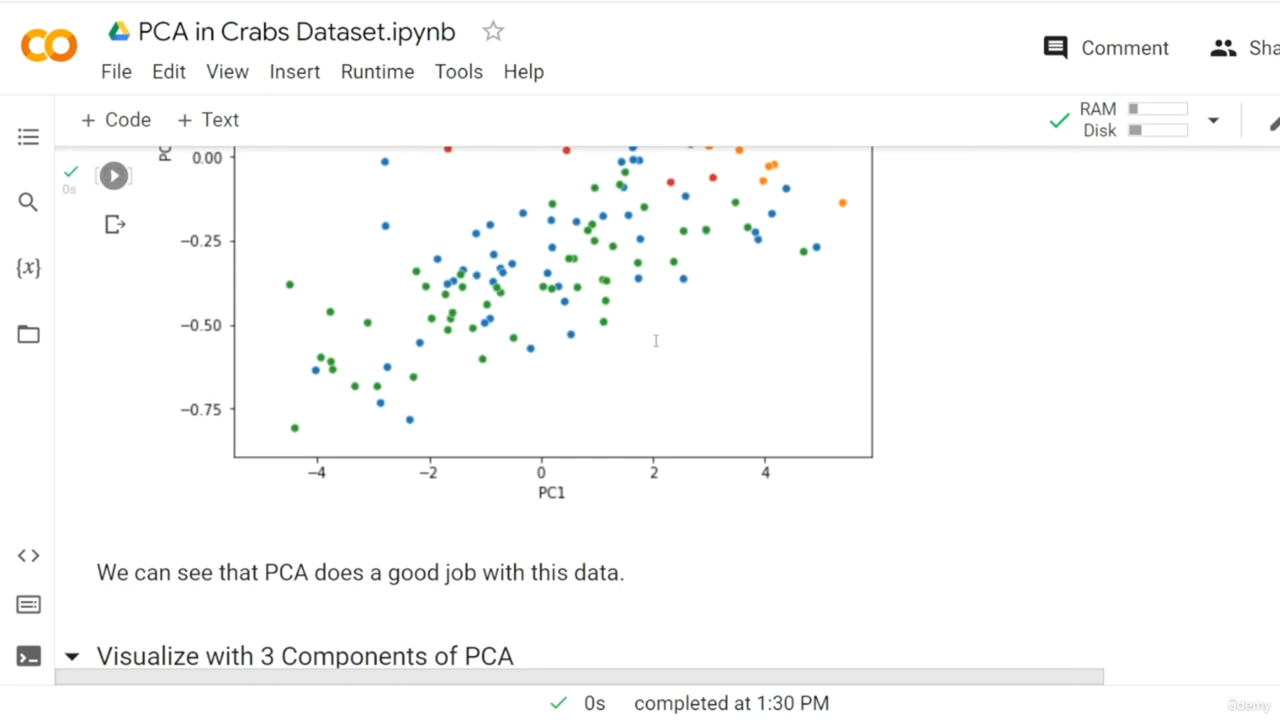 PCA in Crabs Dataset.ipynb
Comment
Sha
File Edit View Insert Runtime Tools Help
+ Code + Text
RAM
Disk
PC
0.00
0s
−0.25
{x}
−0.50
−0.75
−4 −2 0 2 4
PC1
We can see that PCA does a good job with this data.
Visualize with 3 Components of PCA
0s completed at 1:30 PM
ûdemy